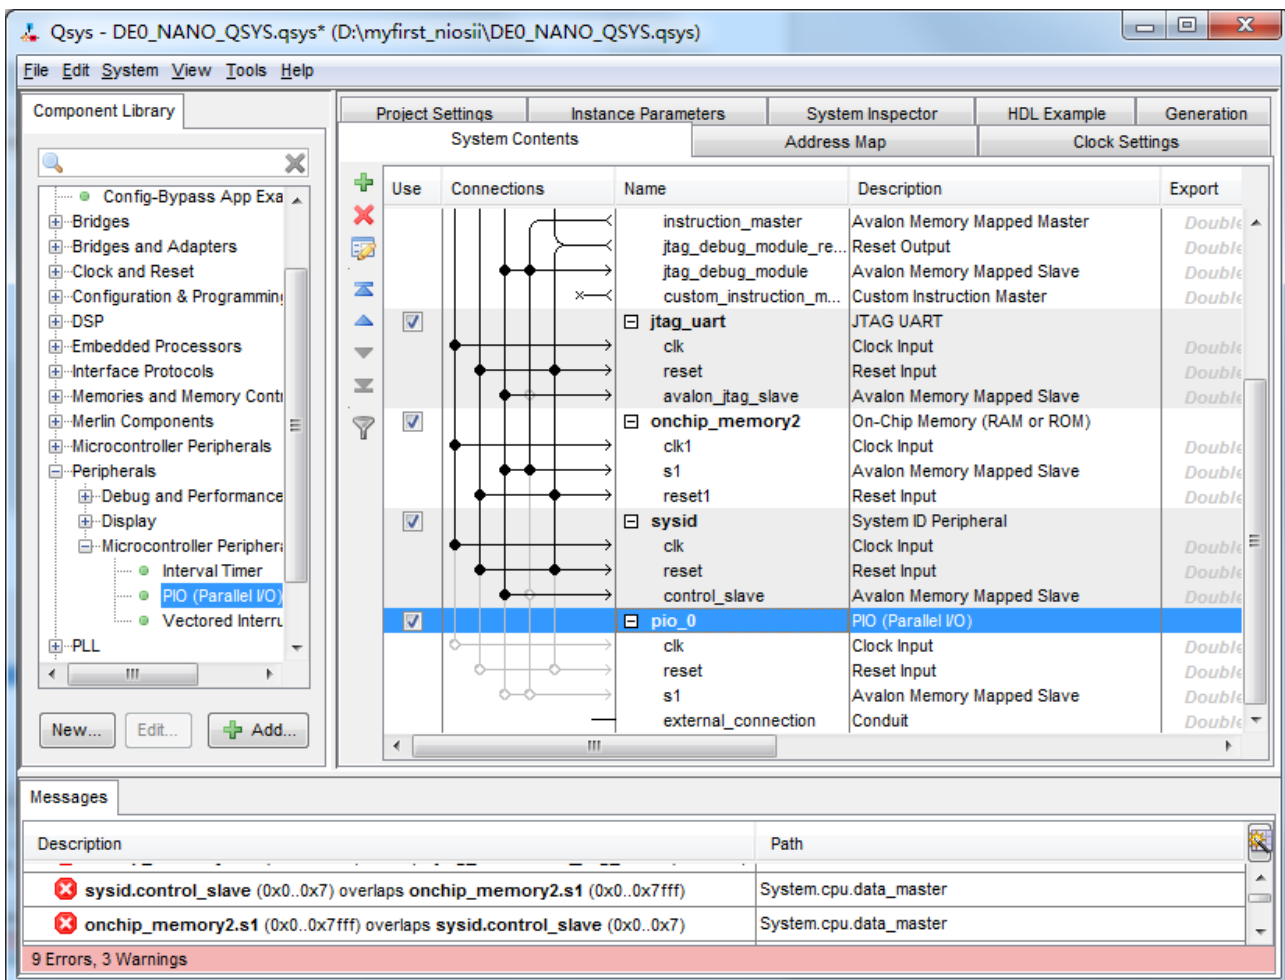 Qsys - DE0_NANO_QSYS.qsys* (D:\myfirst_niosii\DE0_NANO_QSYS.qsys)
File Edit System View Tools Help
Component Library
Project Settings Instance Parameters System Inspector HDL Example Generation
System Contents Address Map Clock Settings
Use Connections Name Description Export
Config-Bypass App Exa
Bridges
Bridges and Adapters
Clock and Reset
Configuration & Programmin
DSP
Embedded Processors
Interface Protocols
Memories and Memory Cont
Merlin Components
Microcontroller Peripherals
Peripherals
Debug and Performance
Display
Microcontroller Periphera
Interval Timer
PIO (Parallel I/O)
Vectored Interru
PLL
New... Edit... Add...
instruction_master Avalon Memory Mapped Master Double
jtag_debug_module_re... Reset Output Double
jtag_debug_module Avalon Memory Mapped Slave Double
custom_instruction_m... Custom Instruction Master Double
jtag_uart JTAG UART
clk Clock Input Double
reset Reset Input Double
avalon_jtag_slave Avalon Memory Mapped Slave Double
onchip_memory2 On-Chip Memory (RAM or ROM)
clk1 Clock Input Double
s1 Avalon Memory Mapped Slave Double
reset1 Reset Input Double
sysid System ID Peripheral
clk Clock Input Double
reset Reset Input Double
control_slave Avalon Memory Mapped Slave Double
pio_0 PIO (Parallel I/O)
clk Clock Input Double
reset Reset Input Double
s1 Avalon Memory Mapped Slave Double
external_connection Conduit Double
Messages
Description Path
sysid.control_slave (0x0..0x7) overlaps onchip_memory2.s1 (0x0..0x7fff) System.cpu.data_master
onchip_memory2.s1 (0x0..0x7fff) overlaps sysid.control_slave (0x0..0x7) System.cpu.data_master
9 Errors, 3 Warnings